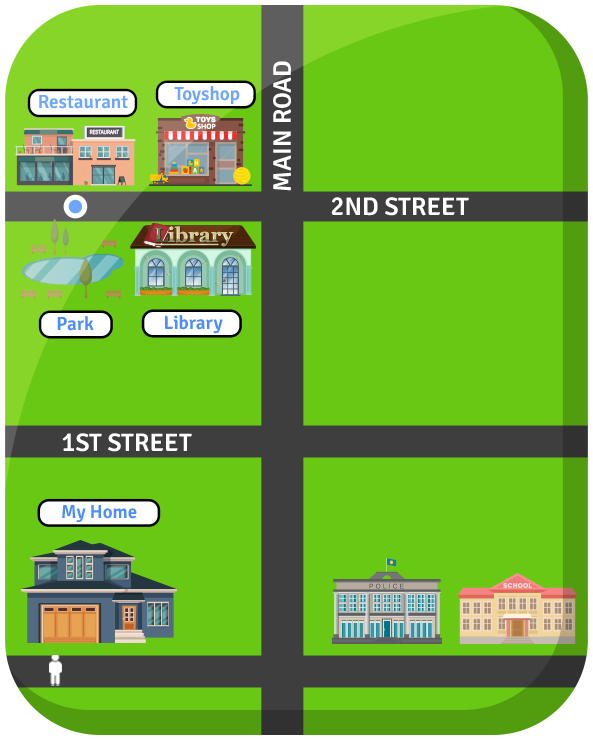 Restaurant
Toyshop
MAIN ROAD
TOYS
SHOP
RESTAURANT
2ND STREET
Library
Park
Library
1ST STREET
My Home
POLICE
SCHOOL